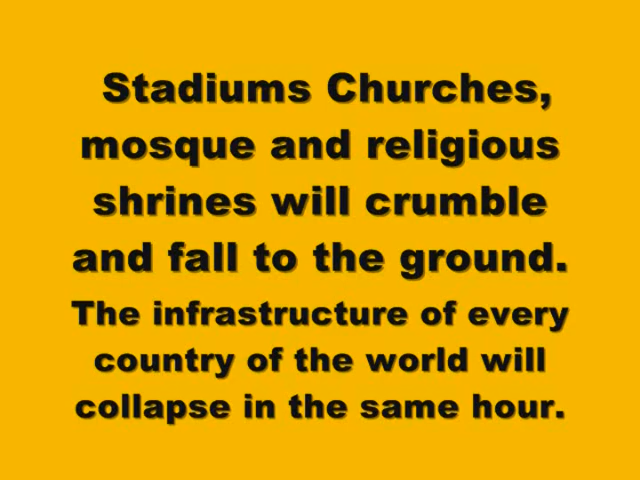 Stadiums Churches,
mosque and religious
shrines will crumble
and fall to the ground.
The infrastructure of every
country of the world will
collapse in the same hour.